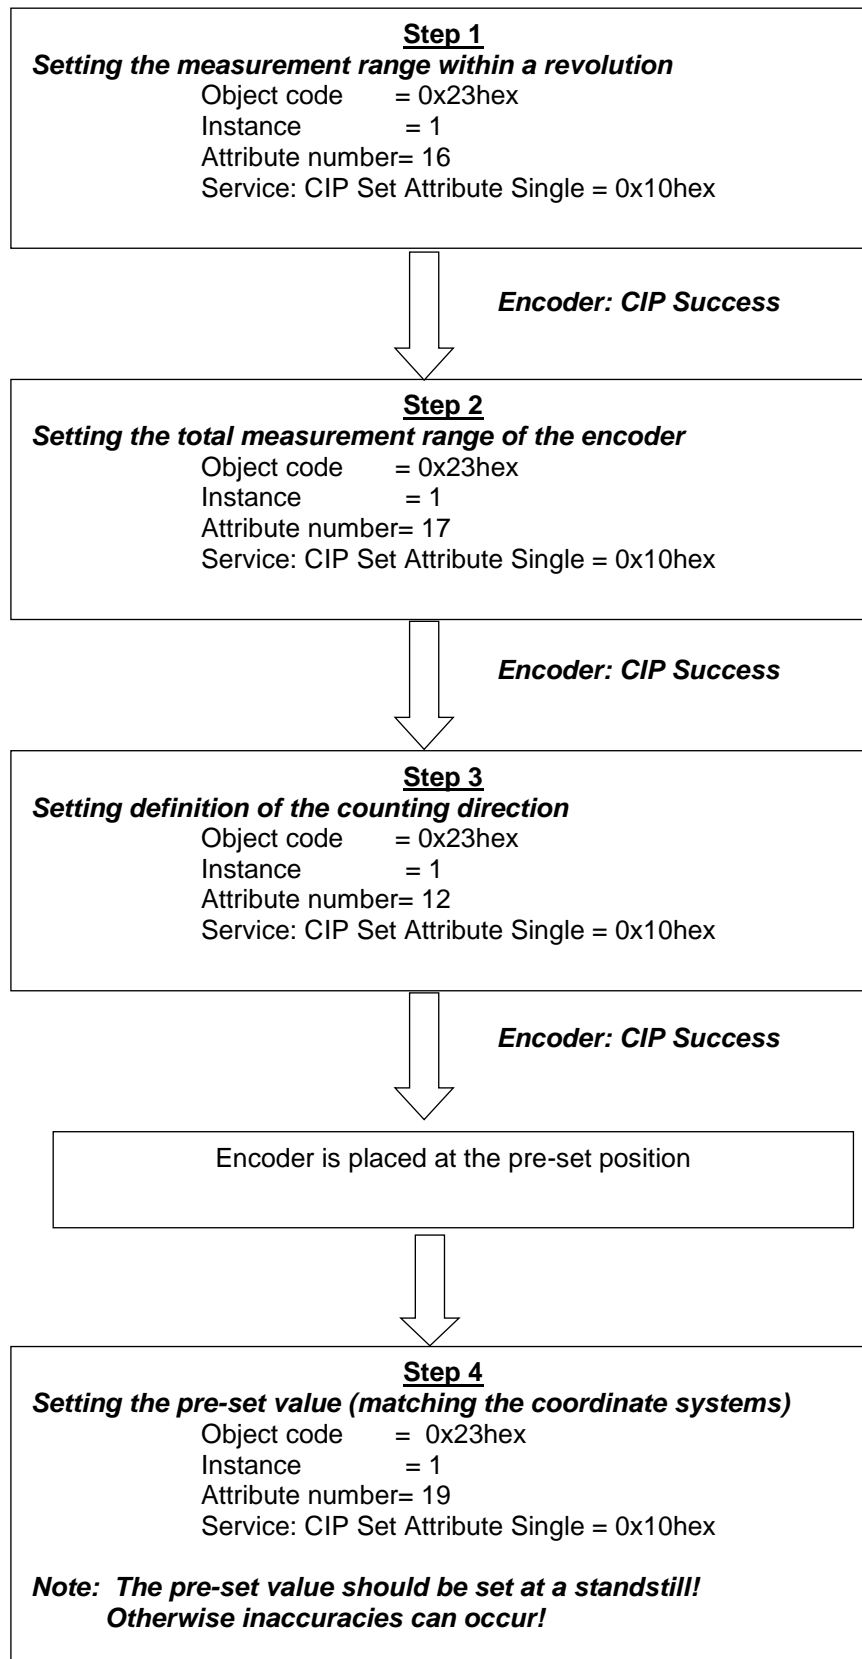 Step 1
Setting the measurement range within a revolution
Object code = 0x23hex
Instance = 1
Attribute number= 16
Service: CIP Set Attribute Single = 0x10hex
Encoder: CIP Success
Step 2
Setting the total measurement range of the encoder
Object code = 0x23hex
Instance = 1
Attribute number= 17
Service: CIP Set Attribute Single = 0x10hex
Encoder: CIP Success
Step 3
Setting definition of the counting direction
Object code = 0x23hex
Instance = 1
Attribute number= 12
Service: CIP Set Attribute Single = 0x10hex
Encoder: CIP Success
Encoder is placed at the pre-set position
Step 4
Setting the pre-set value (matching the coordinate systems)
Object code = 0x23hex
Instance = 1
Attribute number= 19
Service: CIP Set Attribute Single = 0x10hex
Note: The pre-set value should be set at a standstill!
Otherwise inaccuracies can occur!